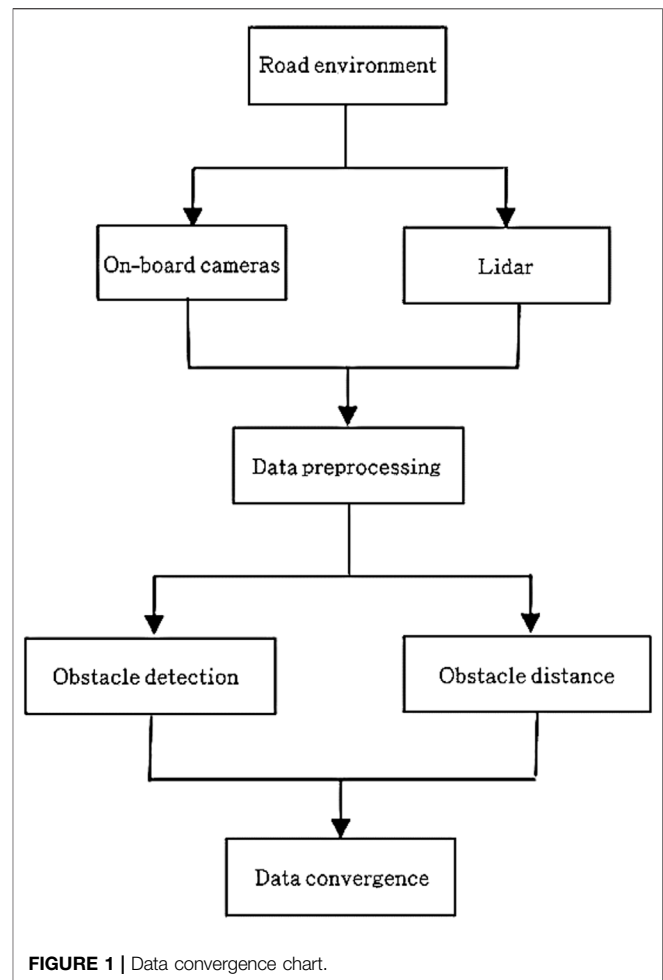 Road environment
On-board cameras
Lidar
Data preprocessing
Obstacle detection
Obstacle distance
Data convergence
FIGURE 1 | Data convergence chart.